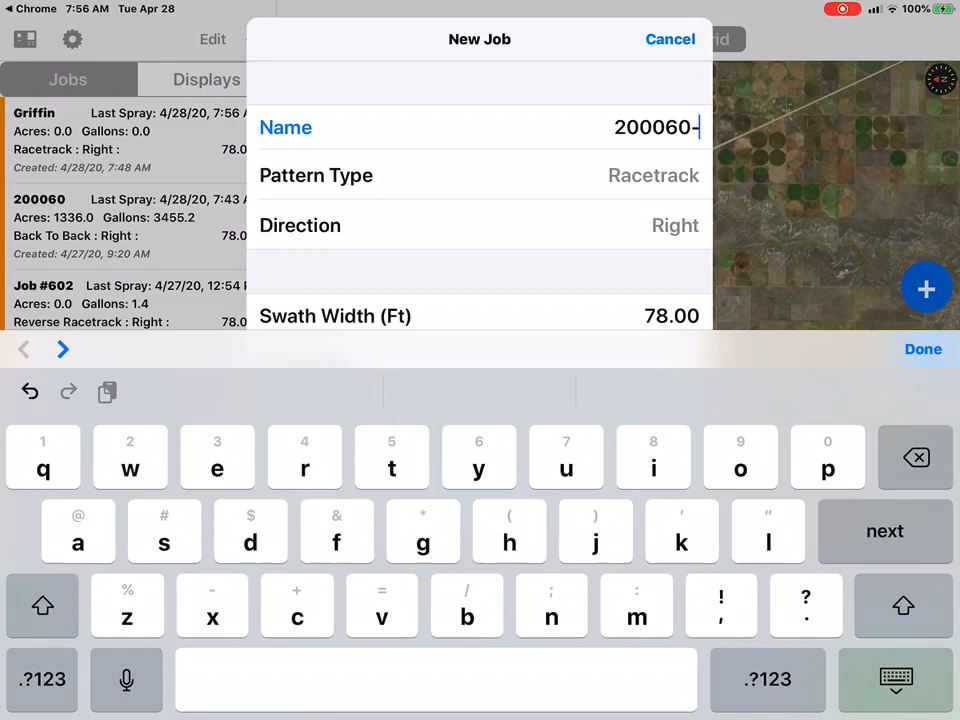 Chrome 7:56 AM Tue Apr 28
100%
Edit
New Job
Cancel
rid
Jobs
Displays
N
Griffin Last Spray: 4/28/20, 7:56 A
Acres: 0.0 Gallons: 0.0
Racetrack : Right : 78.0
Created: 4/28/20, 7:48 AM
200060 Last Spray: 4/28/20, 7:43 A
Acres: 1336.0 Gallons: 3455.2
Back To Back : Right : 78.0
Created: 4/27/20, 9:20 AM
Job #602 Last Spray: 4/27/20, 12:54 P
Acres: 0.0 Gallons: 1.4
Reverse Racetrack : Right : 78.0
Name 200060-
Pattern Type Racetrack
Direction Right
Swath Width (Ft) 78.00
+
Done
1 2 3 4 5 6 7 8 9 0
q w e r t y u i o p
@ # $ & * ( ) ' "
a s d f g h j k l next
% - + = / ; : ! ?
z x c v b n m , .
.?123 .?123